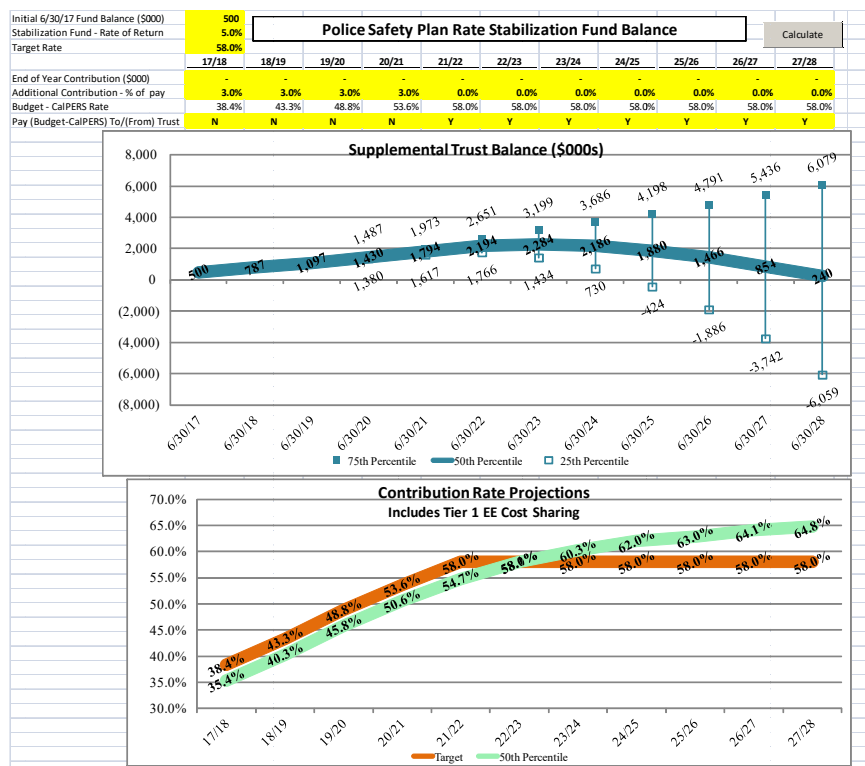 Initial 6/30/17 Fund Balance ($000) 500
Stabilization Fund - Rate of Return 5.0%
Target Rate 58.0%
Police Safety Plan Rate Stabilization Fund Balance
Calculate
17/18 18/19 19/20 20/21 21/22 22/23 23/24 24/25 25/26 26/27 27/28
End of Year Contribution ($000) - - - - - - - - - - -
Additional Contribution - % of pay 3.0% 3.0% 3.0% 3.0% 0.0% 0.0% 0.0% 0.0% 0.0% 0.0% 0.0%
Budget - CalPERS Rate 38.4% 43.3% 48.8% 53.6% 58.0% 58.0% 58.0% 58.0% 58.0% 58.0% 58.0%
Pay (Budget-CalPERS) To/(From) Trust N N N N Y Y Y Y Y Y Y
Supplemental Trust Balance ($000s)
8,000
6,000
4,000
2,000
0
(2,000)
(4,000)
(6,000)
(8,000)
1,487 1,973 2,651 3,199 3,686 4,198 4,791 5,436 6,079
500 787 1,097 1,430 1,794 2,194 2,284 2,186 1,880 1,466 854 240
1,380 1,617 1,766 1,434 730 -424 -1,886 -3,742 -6,059
6/30/17 6/30/18 6/30/19 6/30/20 6/30/21 6/30/22 6/30/23 6/30/24 6/30/25 6/30/26 6/30/27 6/30/28
75th Percentile 50th Percentile 25th Percentile
Contribution Rate Projections
Includes Tier 1 EE Cost Sharing
70.0%
65.0%
60.0%
55.0%
50.0%
45.0%
40.0%
35.0%
30.0%
38.4% 43.3% 48.8% 53.6% 58.0% 58.0% 58.0% 58.0% 58.0% 58.0%
35.4% 40.3% 45.8% 50.6% 54.7% 60.3% 62.0% 63.0% 64.1% 64.8%
17/18 18/19 19/20 20/21 21/22 22/23 23/24 24/25 25/26 26/27 27/28
Target 50th Percentile